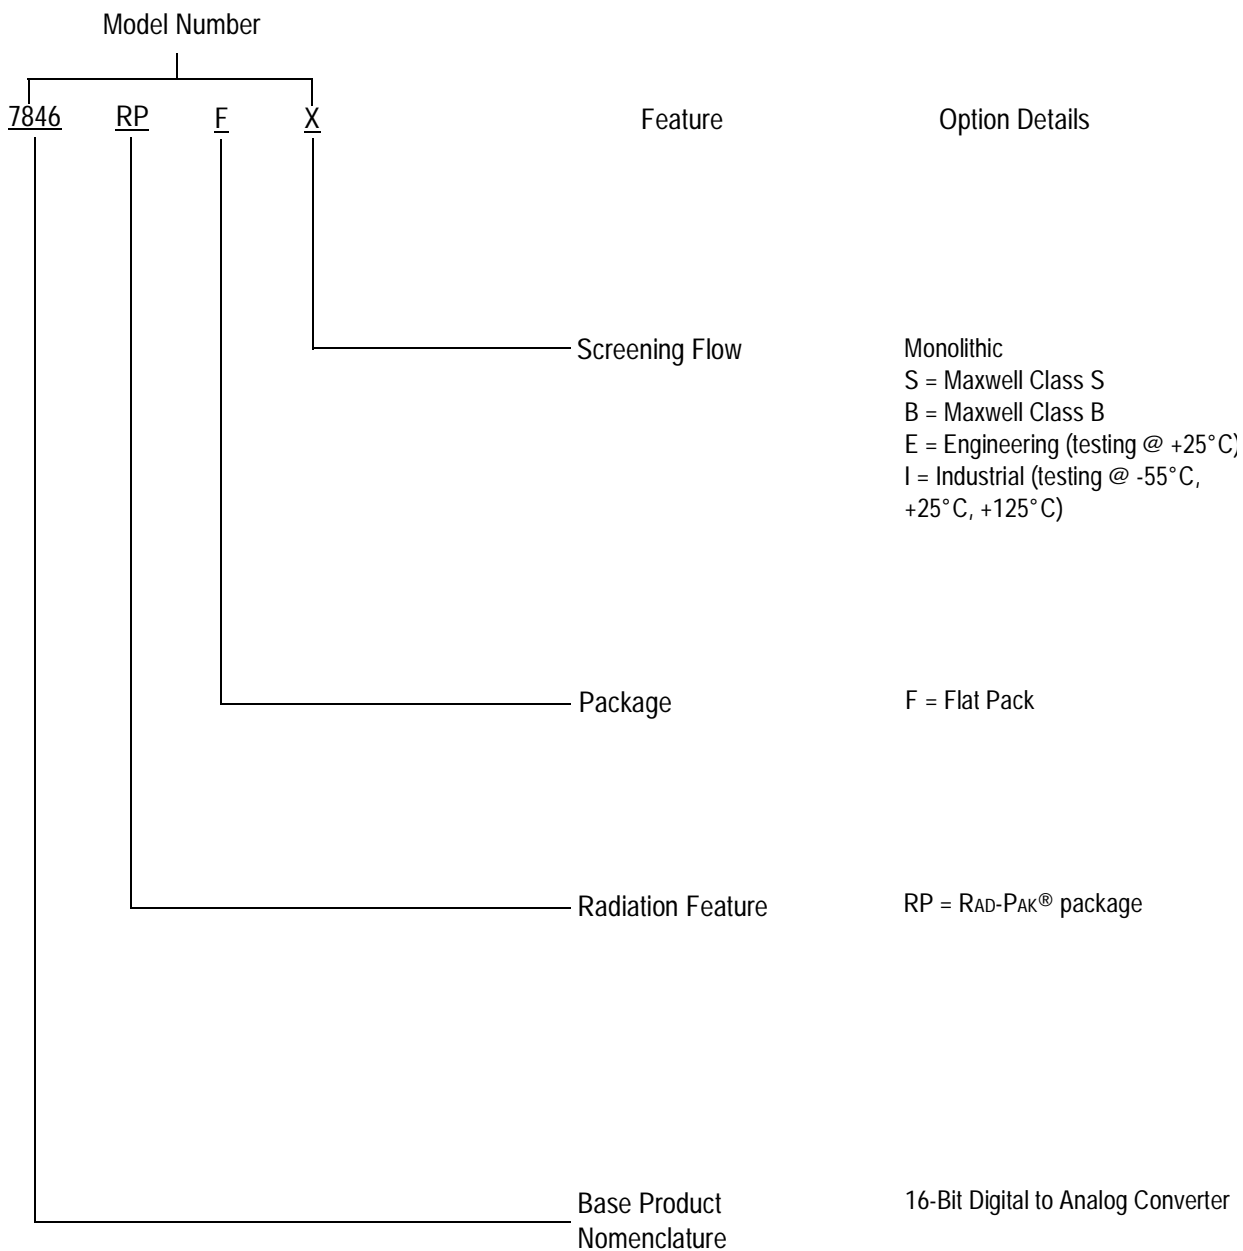 Model Number
7846 RP F X Feature Option Details
Screening Flow Monolithic
S = Maxwell Class S
B = Maxwell Class B
E = Engineering (testing @ +25°C)
I = Industrial (testing @ -55°C,
+25°C, +125°C)
Package F = Flat Pack
Radiation Feature RP = RAD-PAK® package
Base Product 16-Bit Digital to Analog Converter
Nomenclature